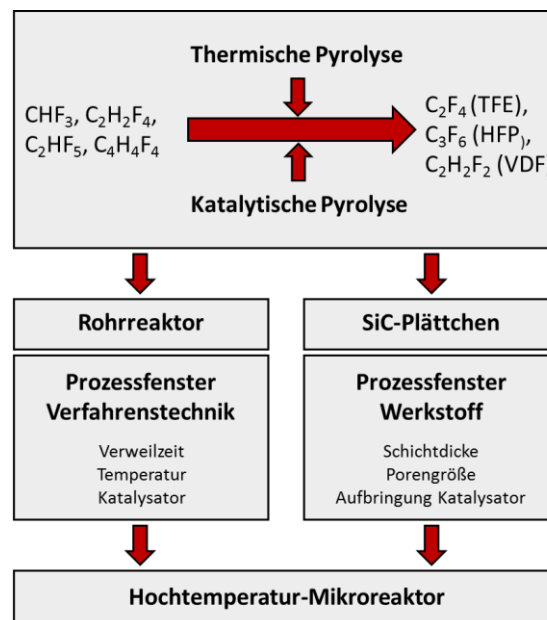 Thermische Pyrolyse
CHF₃, C₂H₂F₄,
C₂HF₅, C₄H₄F₄
C₂F₄ (TFE),
C₃F₆ (HFP),
C₂H₂F₂ (VDF
Katalytische Pyrolyse
Rohrreaktor
SiC-Plättchen
Prozessfenster
Verfahrenstechnik
Verweilzeit
Temperatur
Katalysator
Prozessfenster
Werkstoff
Schichtdicke
Porengröße
Aufbringung Katalysator
Hochtemperatur-Mikroreaktor